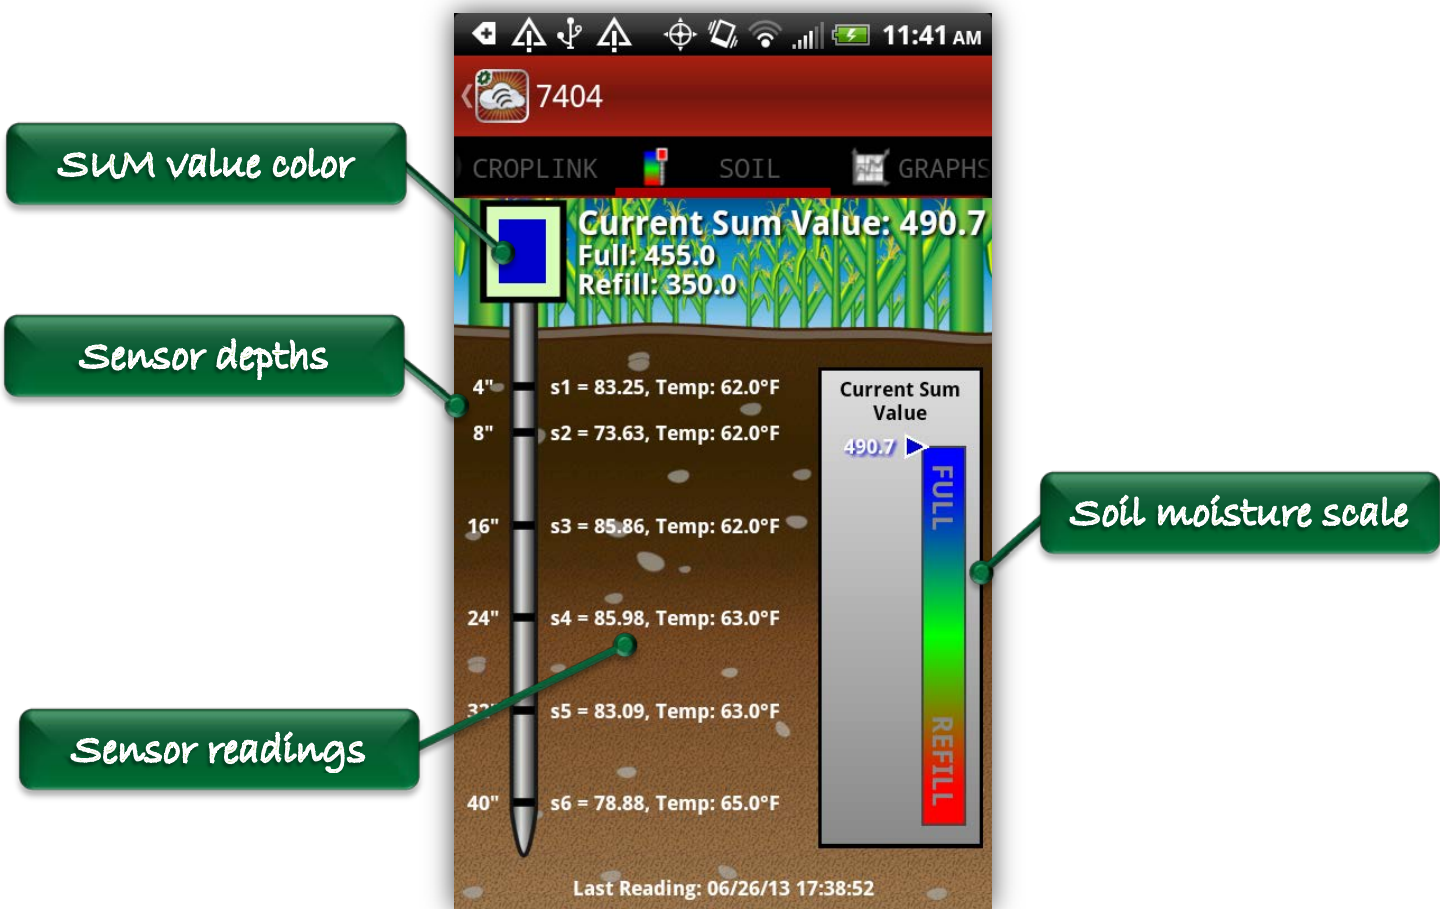 11:41 AM
7404
CROPLINK
SOIL
GRAPHS
SUM value color
Current Sum Value: 490.7
Full: 455.0
Refill: 350.0
Sensor depths
4" s1 = 83.25, Temp: 62.0°F
8" s2 = 73.63, Temp: 62.0°F
16" s3 = 85.86, Temp: 62.0°F
24" s4 = 85.98, Temp: 63.0°F
32" s5 = 83.09, Temp: 63.0°F
40" s6 = 78.88, Temp: 65.0°F
Current Sum
Value
490.7
FULL
REFILL
Soil moisture scale
Sensor readings
Last Reading: 06/26/13 17:38:52